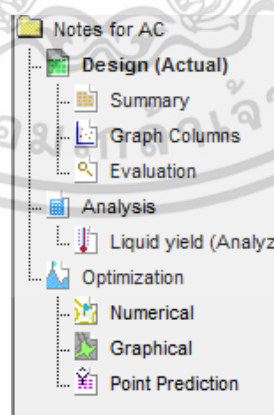 Notes for AC
Design (Actual)
Summary
Graph Columns
Evaluation
Analysis
Liquid yield (Analyz
Optimization
Numerical
Graphical
Point Prediction